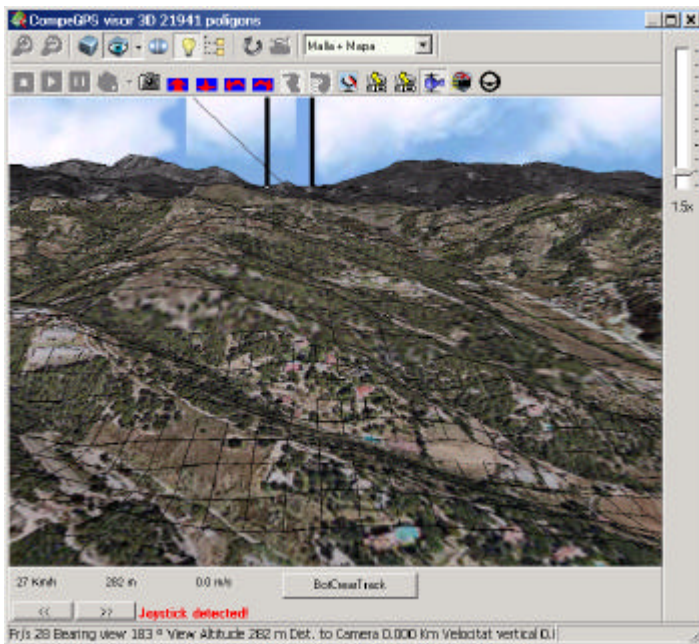 CompeGPS visor 3D 21941 poligons
Malla + Mapa
1.5x
27 Km/h 282 m 0.0 m/s BotCrearTrack
<< >> Joystick detected!
Fr/s 28 Bearing view 183 º View Altitude 282 m Dist. to Camera 0.000 Km Velocitat vertical 0.